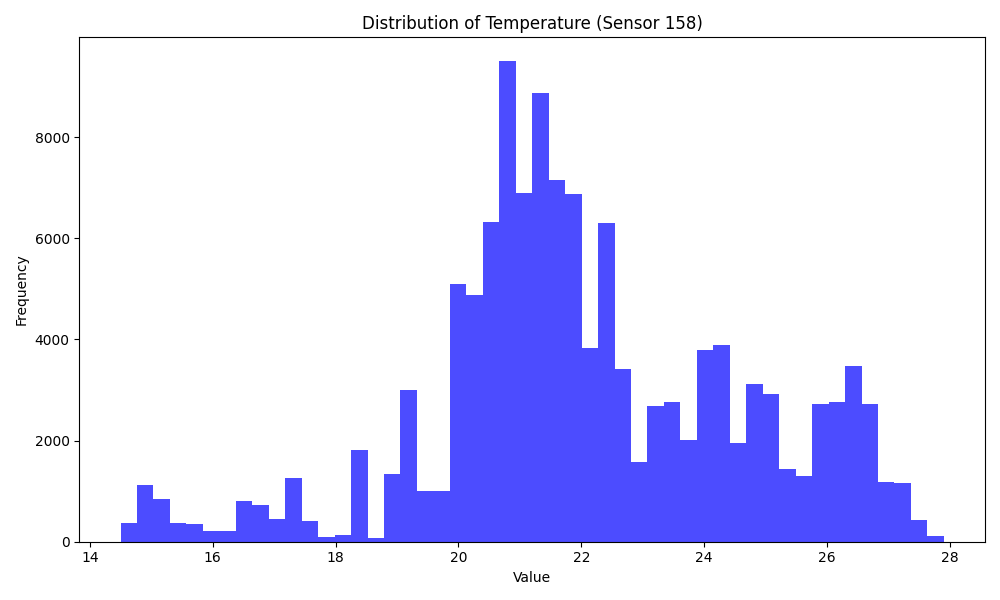 Distribution of Temperature (Sensor 158)
Frequency
8000
6000
4000
2000
0
14 16 18 20 22 24 26 28
Value